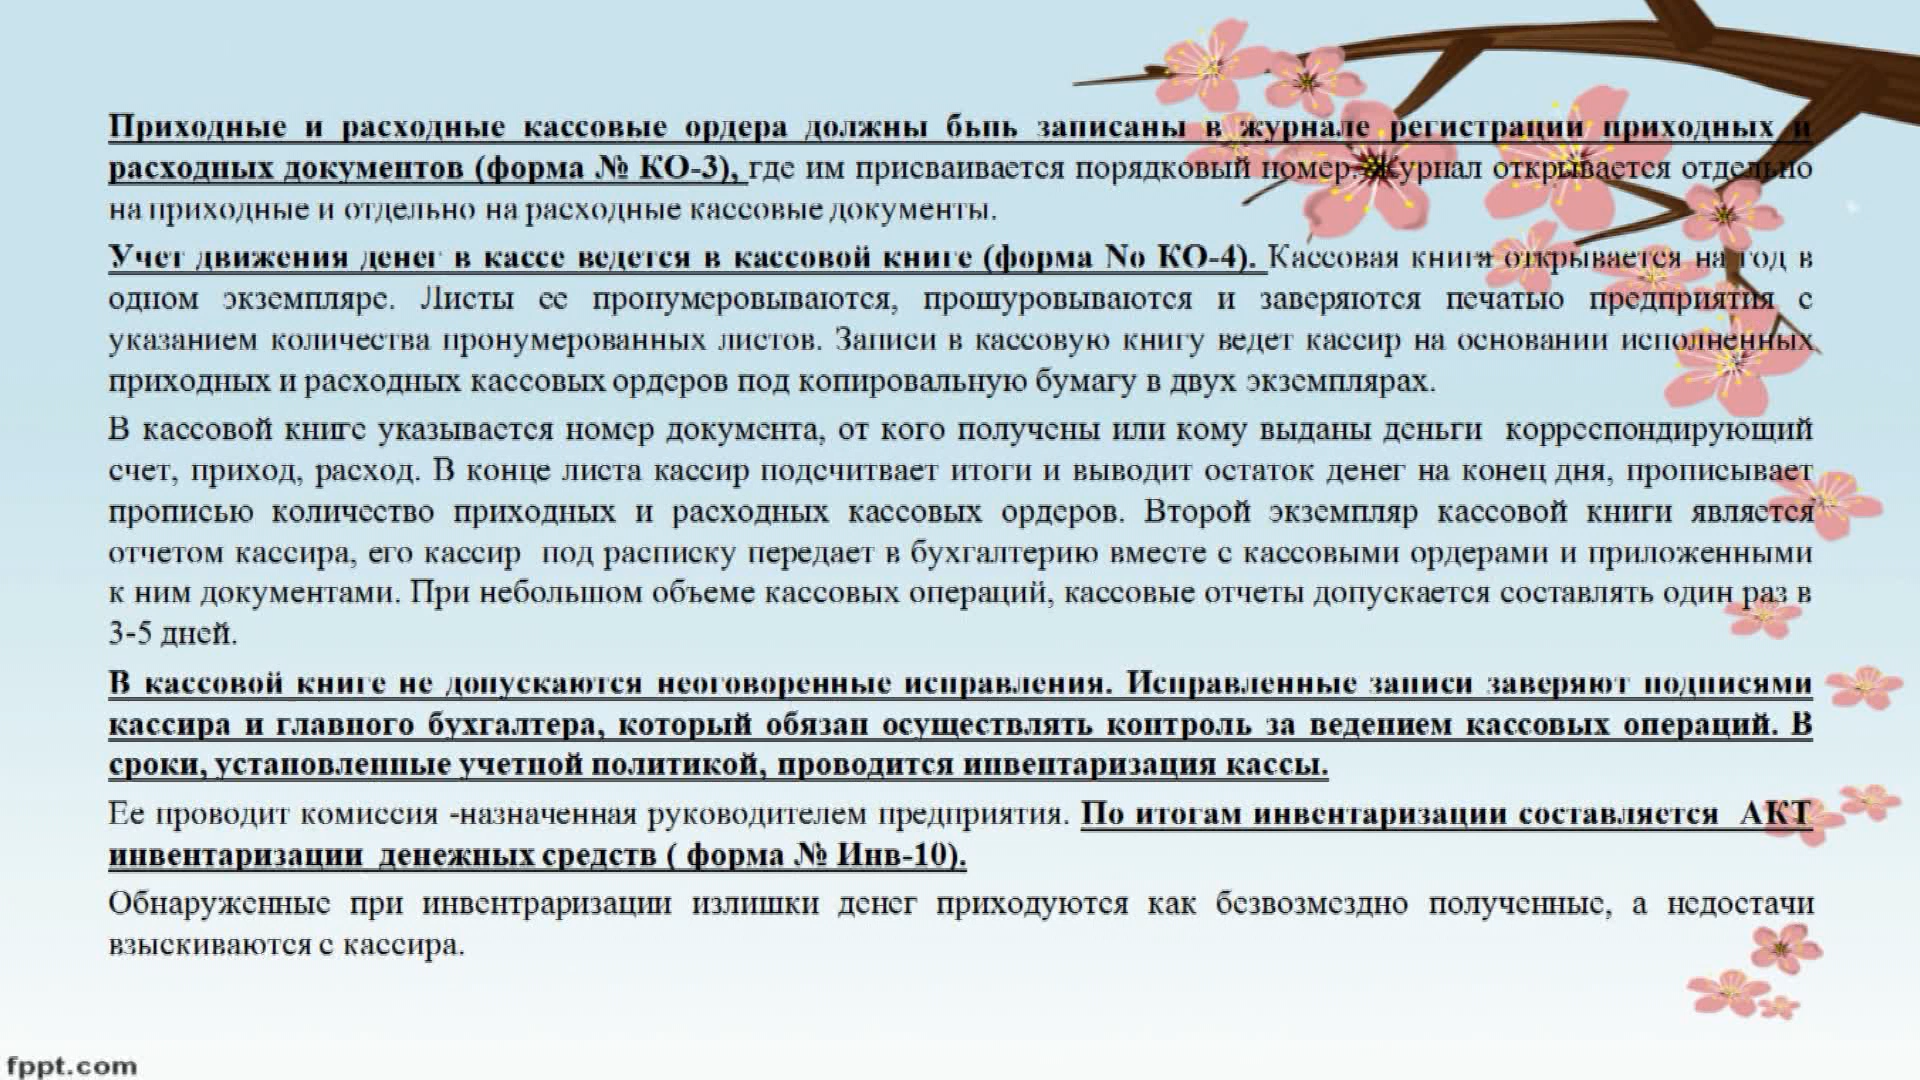 Приходные и расходные кассовые ордера должны бьпь записаны в журнале регистрации приходных и
расходных документов (форма № КО-3), где им присваивается порядковый номер. Журнал открывается отдельно
на приходные и отдельно на расходные кассовые документы.
Учет движения денег в кассе ведется в кассовой книге (форма No КО-4). Кассовая книга открывается на год в
одном экземпляре. Листы ее пронумеровываются, прошуровываются и заверяются печатью предприятия с
указанием количества пронумерованных листов. Записи в кассовую книгу ведет кассир на основании исполненных
приходных и расходных кассовых ордеров под копировальную бумагу в двух экземплярах.
В кассовой книге указывается номер документа, от кого получены или кому выданы деньги корреспондирующий
счет, приход, расход. В конце листа кассир подсчитвает итоги и выводит остаток денег на конец дня, прописывает
прописью количество приходных и расходных кассовых ордеров. Второй экземпляр кассовой книги является
отчетом кассира, его кассир под расписку передает в бухгалтерию вместе с кассовыми ордерами и приложенными
к ним документами. При небольшом объеме кассовых операций, кассовые отчеты допускается составлять один раз в
3-5 дней.
В кассовой книге не допускаются неоговоренные исправления. Исправленные записи заверяют подписями
кассира и главного бухгалтера, который обязан осуществлять контроль за ведением кассовых операций. В
сроки, установленные учетной политикой, проводится инвентаризация кассы.
Ее проводит комиссия -назначенная руководителем предприятия. По итогам инвентаризации составляется АКТ
инвентаризации денежных средств ( форма № Инв-10).
Обнаруженные при инвентраризации излишки денег приходуются как безвозмездно полученные, а недостачи
взыскиваются с кассира.
fppt.com